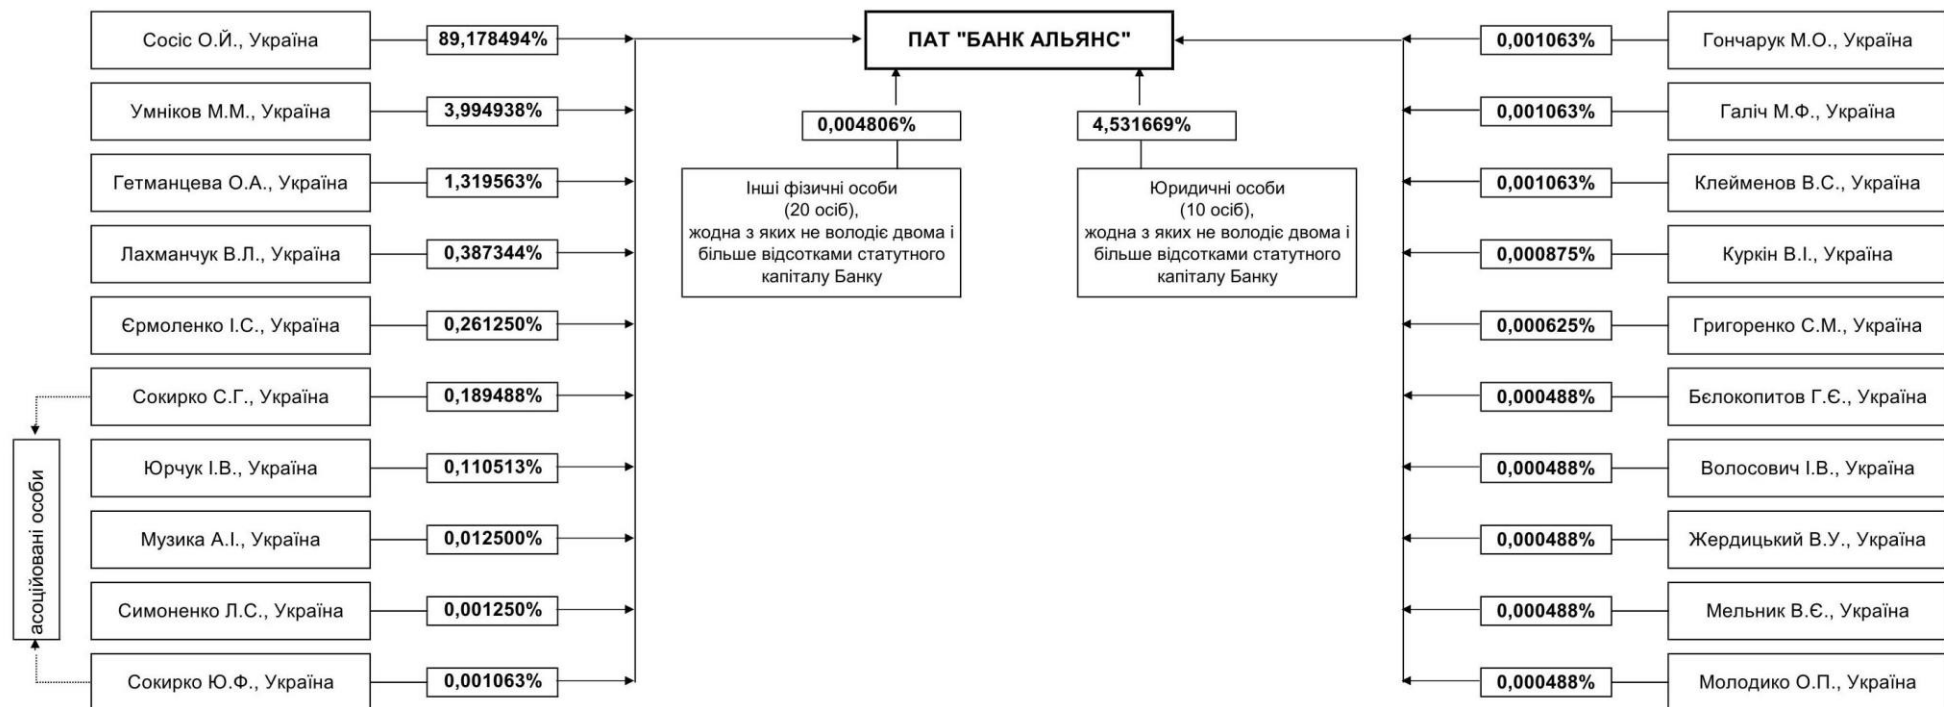 Сосіс О.Й., Україна
89,178494%
ПАТ "БАНК АЛЬЯНС"
0,001063%
Гончарук М.О., Україна
Умніков М.М., Україна
3,994938%
0,004806%
4,531669%
0,001063%
Галіч М.Ф., Україна
Гетманцева О.А., Україна
1,319563%
Інші фізичні особи
(20 осіб),
жодна з яких не володіє двома і
більше відсотками статутного
капіталу Банку
Юридичні особи
(10 осіб),
жодна з яких не володіє двома і
більше відсотками статутного
капіталу Банку
0,001063%
Клейменов В.С., Україна
Лахманчук В.Л., Україна
0,387344%
0,000875%
Куркін В.І., Україна
Єрмоленко І.С., Україна
0,261250%
0,000625%
Григоренко С.М., Україна
Сокирко С.Г., Україна
0,189488%
0,000488%
Бєлокопитов Г.Є., Україна
асоційовані особи
Юрчук І.В., Україна
0,110513%
0,000488%
Волосович І.В., Україна
Музика А.І., Україна
0,012500%
0,000488%
Жердицький В.У., Україна
Симоненко Л.С., Україна
0,001250%
0,000488%
Мельник В.Є., Україна
Сокирко Ю.Ф., Україна
0,001063%
0,000488%
Молодико О.П., Україна